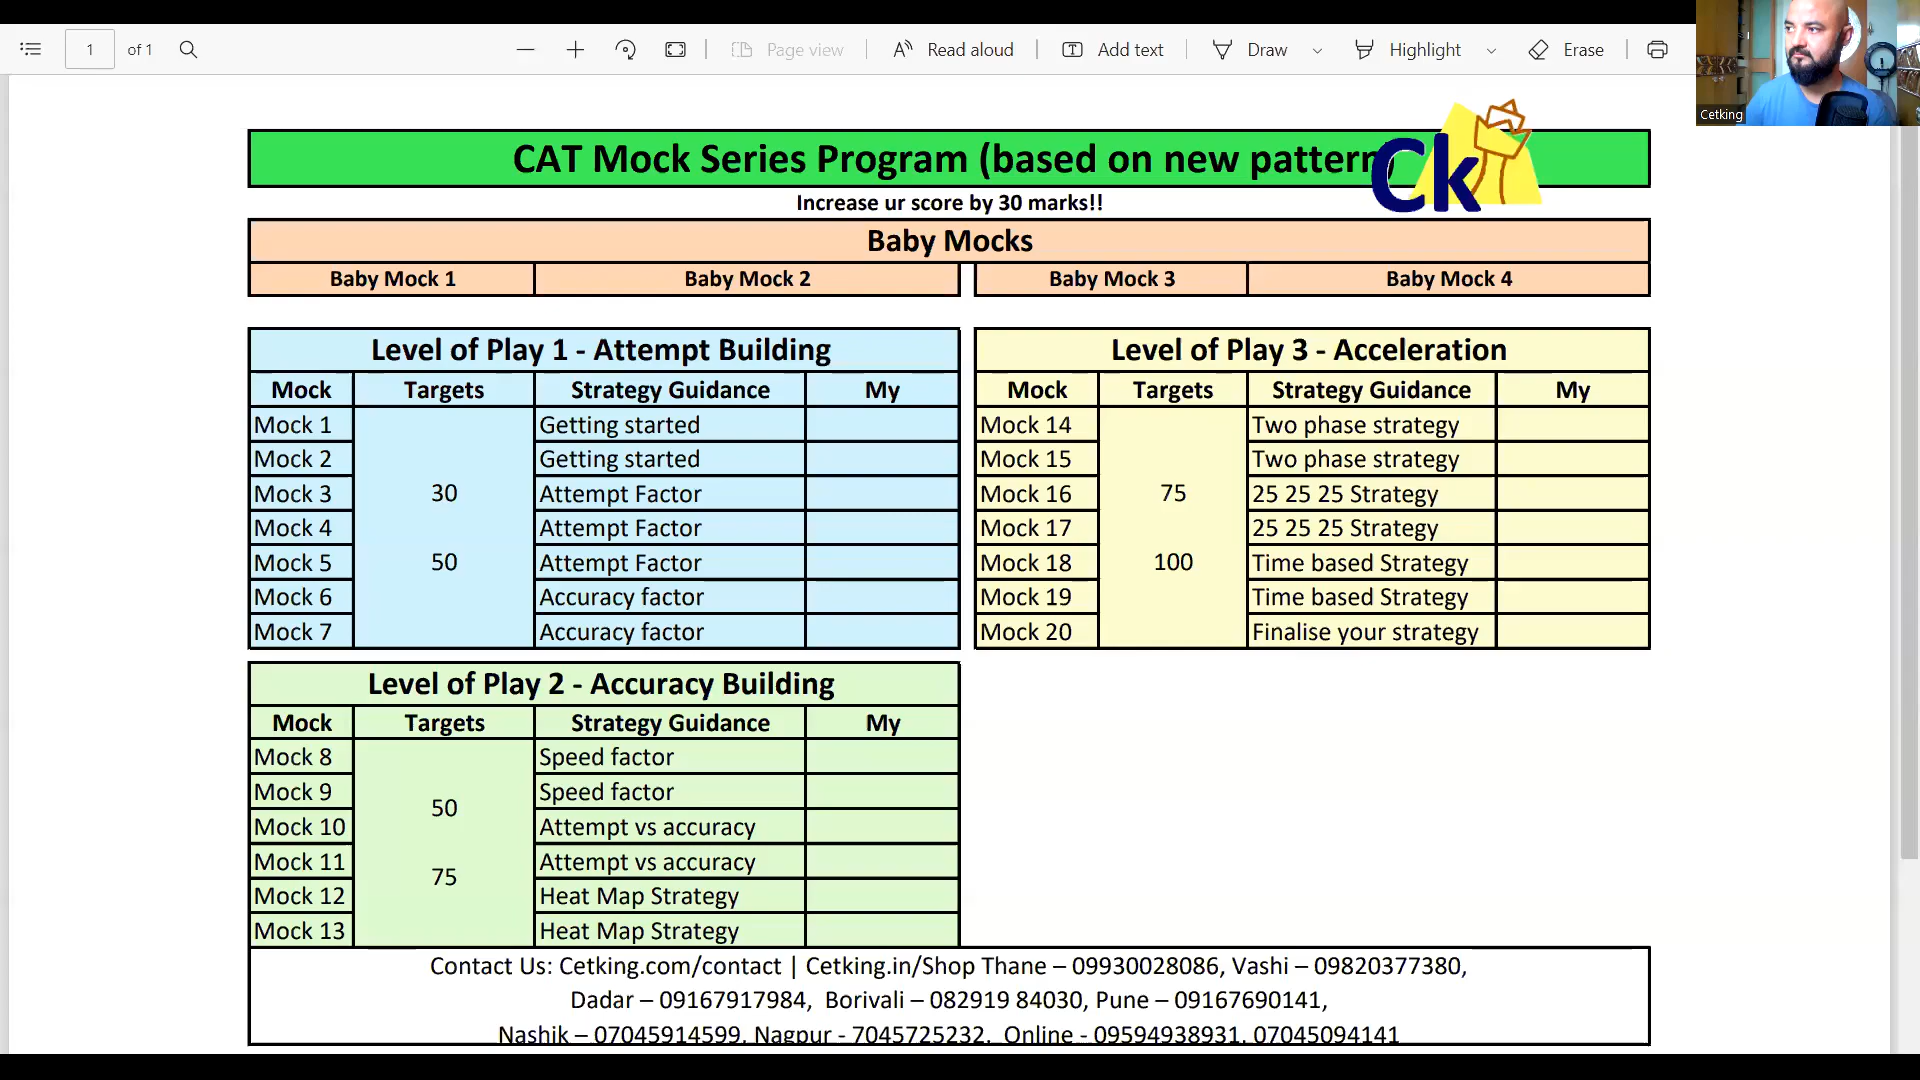 1 of 1 Page view Read aloud Add text Draw Highlight Erase
Cetking
CAT Mock Series Program (based on new pattern)
Ck
Increase ur score by 30 marks!!
Baby Mocks
Baby Mock 1 Baby Mock 2 Baby Mock 3 Baby Mock 4
Level of Play 1 - Attempt Building
Mock Targets Strategy Guidance My
Mock 1 Getting started
Mock 2 Getting started
Mock 3 30 Attempt Factor
Mock 4 Attempt Factor
Mock 5 50 Attempt Factor
Mock 6 Accuracy factor
Mock 7 Accuracy factor
Level of Play 3 - Acceleration
Mock Targets Strategy Guidance My
Mock 14 Two phase strategy
Mock 15 Two phase strategy
Mock 16 75 25 25 25 Strategy
Mock 17 25 25 25 Strategy
Mock 18 100 Time based Strategy
Mock 19 Time based Strategy
Mock 20 Finalise your strategy
Level of Play 2 - Accuracy Building
Mock Targets Strategy Guidance My
Mock 8 Speed factor
Mock 9 Speed factor
50
Mock 10 Attempt vs accuracy
Mock 11 Attempt vs accuracy
75
Mock 12 Heat Map Strategy
Mock 13 Heat Map Strategy
Contact Us: Cetking.com/contact | Cetking.in/Shop Thane – 09930028086, Vashi – 09820377380,
Dadar – 09167917984, Borivali – 082919 84030, Pune – 09167690141,
Nashik – 07045914599, Nagpur - 7045725232, Online - 09594938931, 07045094141